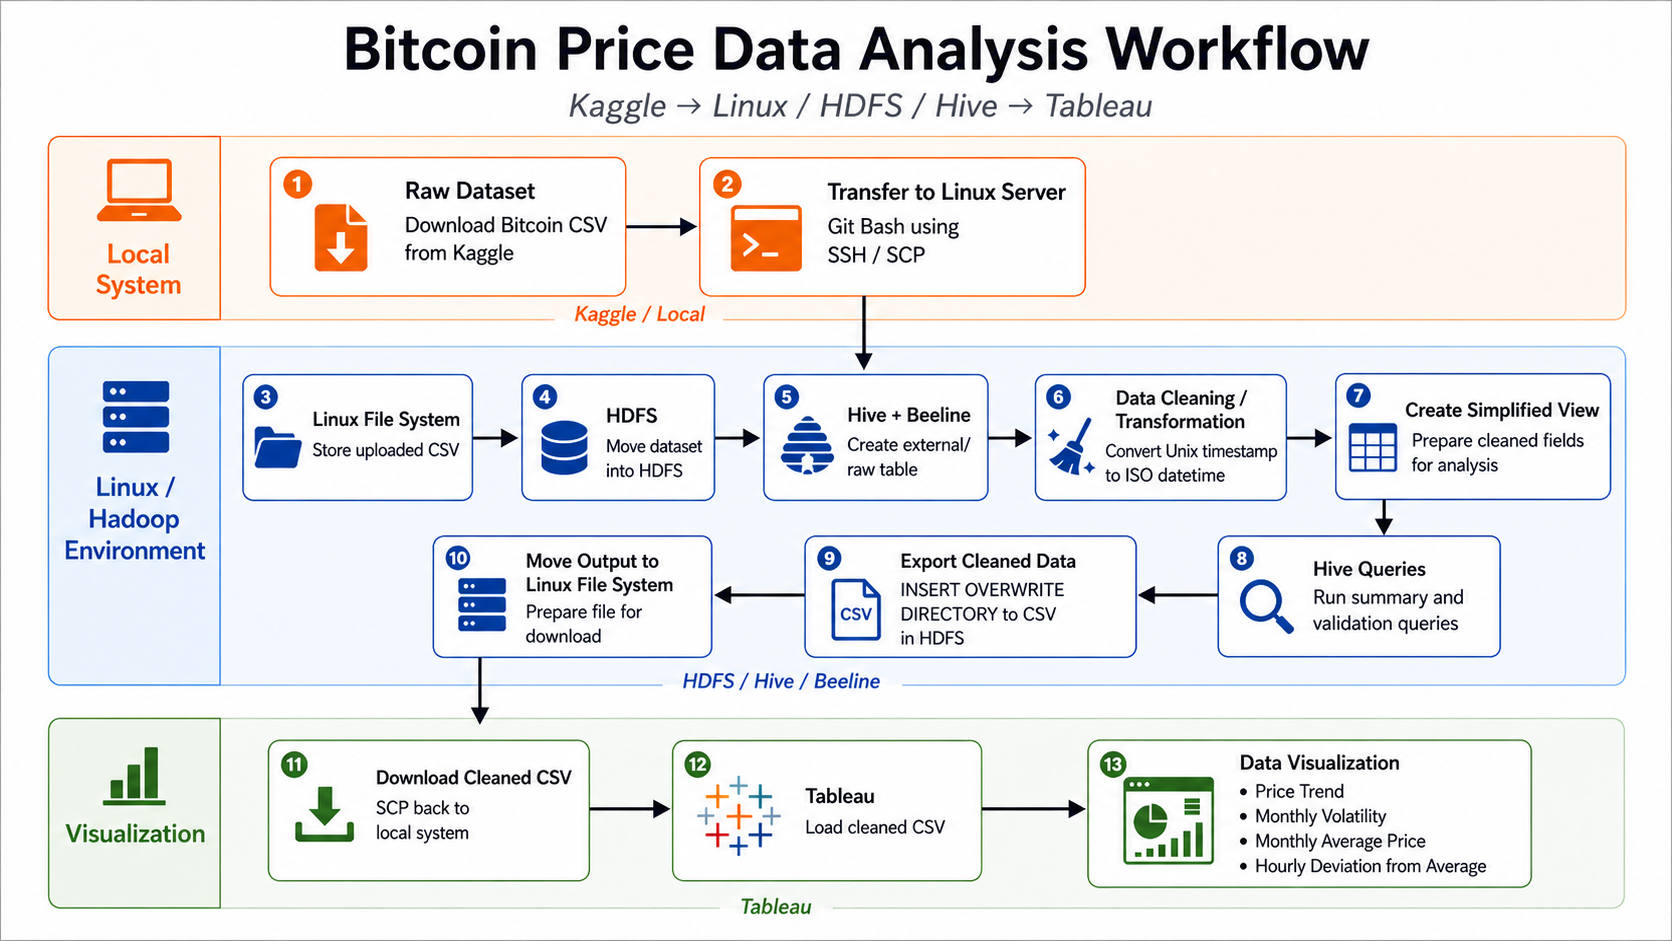 Bitcoin Price Data Analysis Workflow
Kaggle → Linux / HDFS / Hive → Tableau
Local
System
1
Raw Dataset
Download Bitcoin CSV
from Kaggle
2
Transfer to Linux Server
Git Bash using
SSH / SCP
Kaggle / Local
Linux /
Hadoop
Environment
3
Linux File System
Store uploaded CSV
4
HDFS
Move dataset
into HDFS
5
Hive + Beeline
Create external/
raw table
6
Data Cleaning /
Transformation
Convert Unix timestamp
to ISO datetime
7
Create Simplified View
Prepare cleaned fields
for analysis
8
Hive Queries
Run summary and
validation queries
9
CSV
Export Cleaned Data
INSERT OVERWRITE
DIRECTORY to CSV
in HDFS
10
Move Output to
Linux File System
Prepare file for
download
HDFS / Hive / Beeline
Visualization
11
Download Cleaned CSV
SCP back to
local system
12
Tableau
Load cleaned CSV
13
Data Visualization
• Price Trend
• Monthly Volatility
• Monthly Average Price
• Hourly Deviation from Average
Tableau